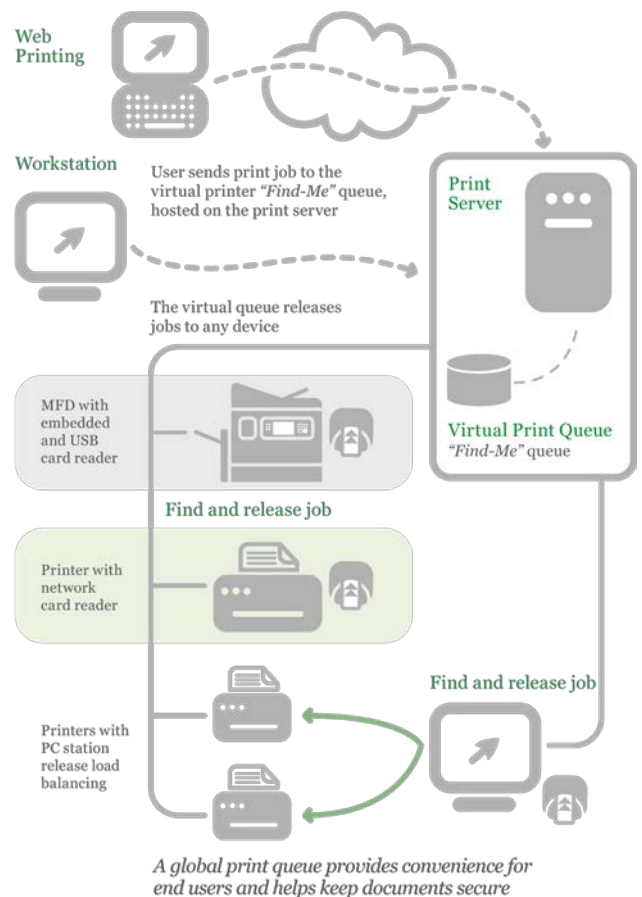 Web
Printing
Workstation
User sends print job to the
virtual printer “Find-Me” queue,
hosted on the print server
Print
Server
The virtual queue releases
jobs to any device
MFD with
embedded
and USB
card reader
Virtual Print Queue
“Find-Me” queue
Find and release job
Printer with
network
card reader
Find and release job
Printers with
PC station
release load
balancing
A global print queue provides convenience for
end users and helps keep documents secure